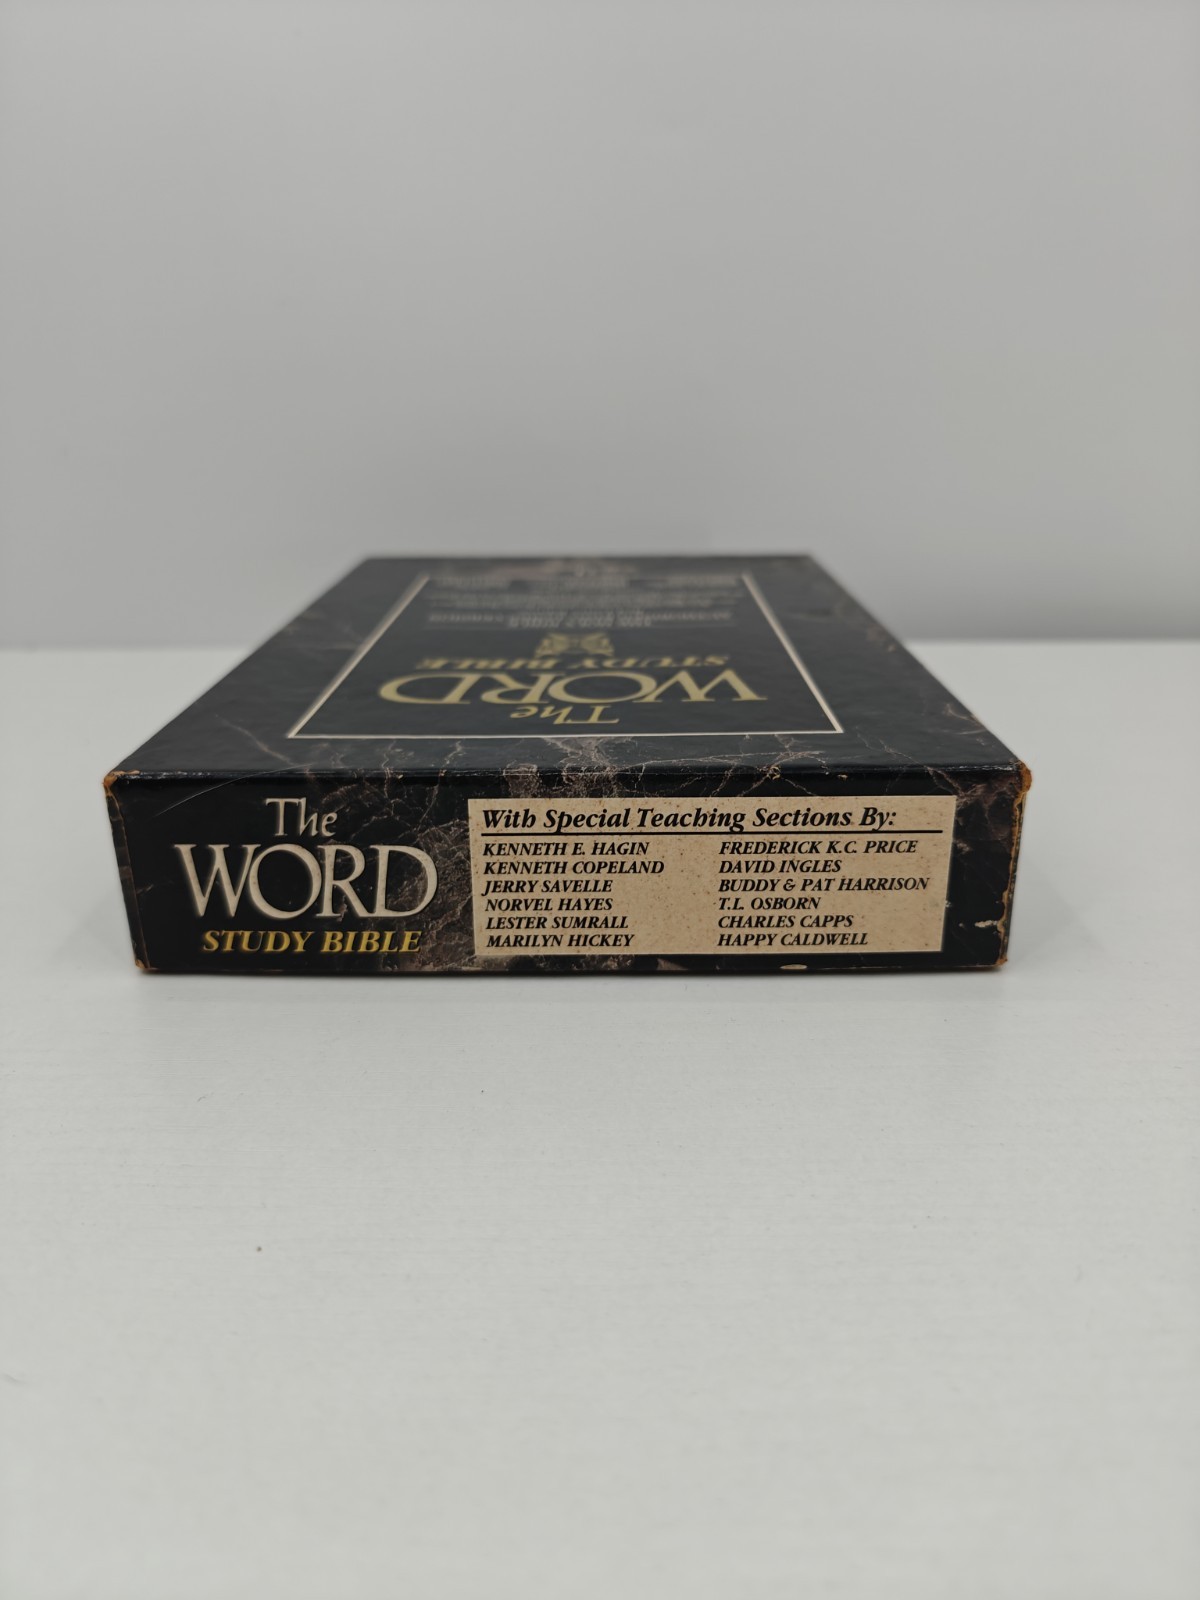 The
WORD
STUDY BIBLE
The
WORD
STUDY BIBLE
With Special Teaching Sections By:
KENNETH E. HAGIN
KENNETH COPELAND
JERRY SAVELLE
NORVEL HAYES
LESTER SUMRALL
MARILYN HICKEY
FREDERICK K.C. PRICE
DAVID INGLES
BUDDY & PAT HARRISON
T.L. OSBORN
CHARLES CAPPS
HAPPY CALDWELL